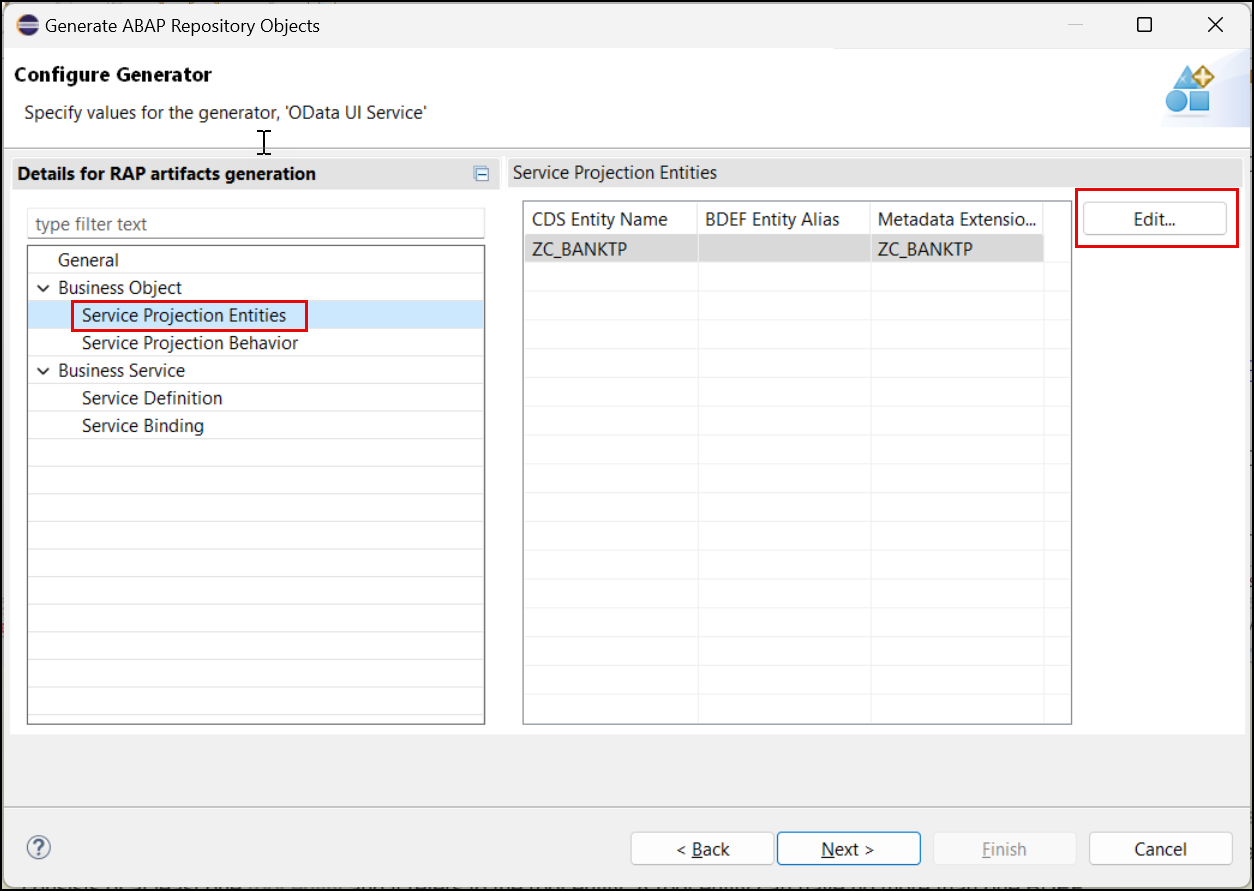 Generate ABAP Repository Objects
Configure Generator
Specify values for the generator, 'OData UI Service'
Details for RAP artifacts generation
type filter text
General
Business Object
Service Projection Entities
Service Projection Behavior
Business Service
Service Definition
Service Binding
Service Projection Entities
CDS Entity Name BDEF Entity Alias Metadata Extensio...
ZC_BANKTP ZC_BANKTP
Edit...
?
< Back Next > Finish Cancel